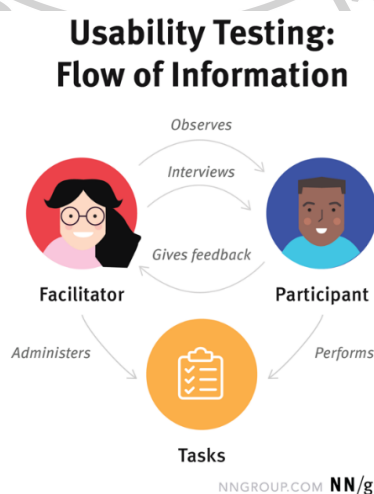 Usability Testing:
Flow of Information
Observes
Interviews
Gives feedback
Facilitator
Participant
Administers
Performs
Tasks
NNGROUP.COM NN/g